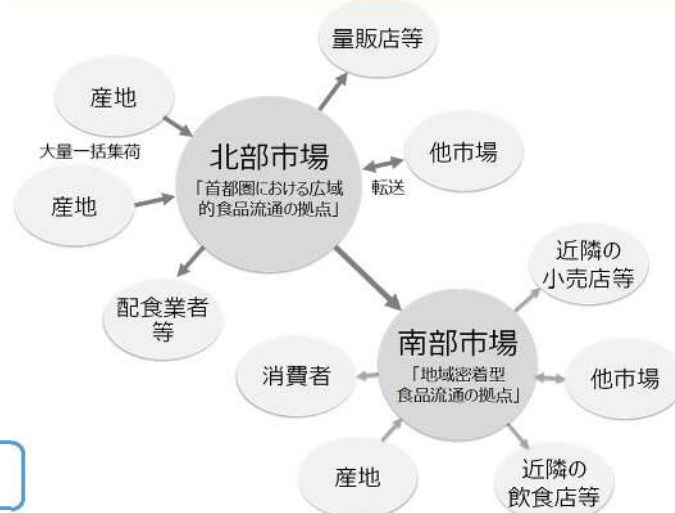 量販店等
産地
大量一括集荷
北部市場
「首都圏における広域
的食品流通の拠点」
他市場
転送
産地
配食業者
等
近隣の
小売店等
南部市場
「地域密着型
食品流通の拠点」
消費者
他市場
産地
近隣の
飲食店等